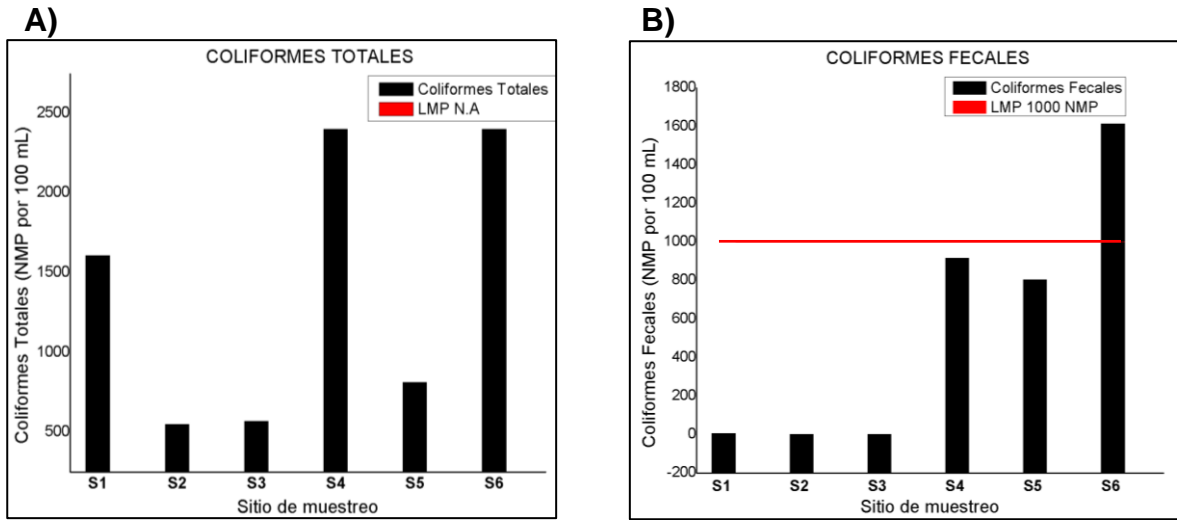 A)
COLIFORMES TOTALES
Coliformes Totales
LMP N.A
Coliformes Totales (NMP por 100 mL)
2500
2000
1500
1000
500
S1 S2 S3 S4 S5 S6
Sitio de muestreo
B)
COLIFORMES FECALES
Coliformes Fecales
LMP 1000 NMP
Coliformes Fecales (NMP por 100 mL)
1800
1600
1400
1200
1000
800
600
400
200
0
-200
S1 S2 S3 S4 S5 S6
Sitio de muestreo